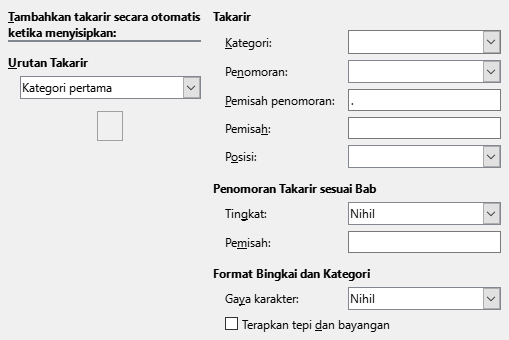 Tambahkan takarir secara otomatis
ketika menyisipkan:
Urutan Takarir
Kategori pertama
Takarir
Kategori:
Penomoran:
Pemisah penomoran:
.
Pemisah:
Posisi:
Penomoran Takarir sesuai Bab
Tingkat:
Nihil
Pemisah:
Format Bingkai dan Kategori
Gaya karakter:
Nihil
Terapkan tepi dan bayangan